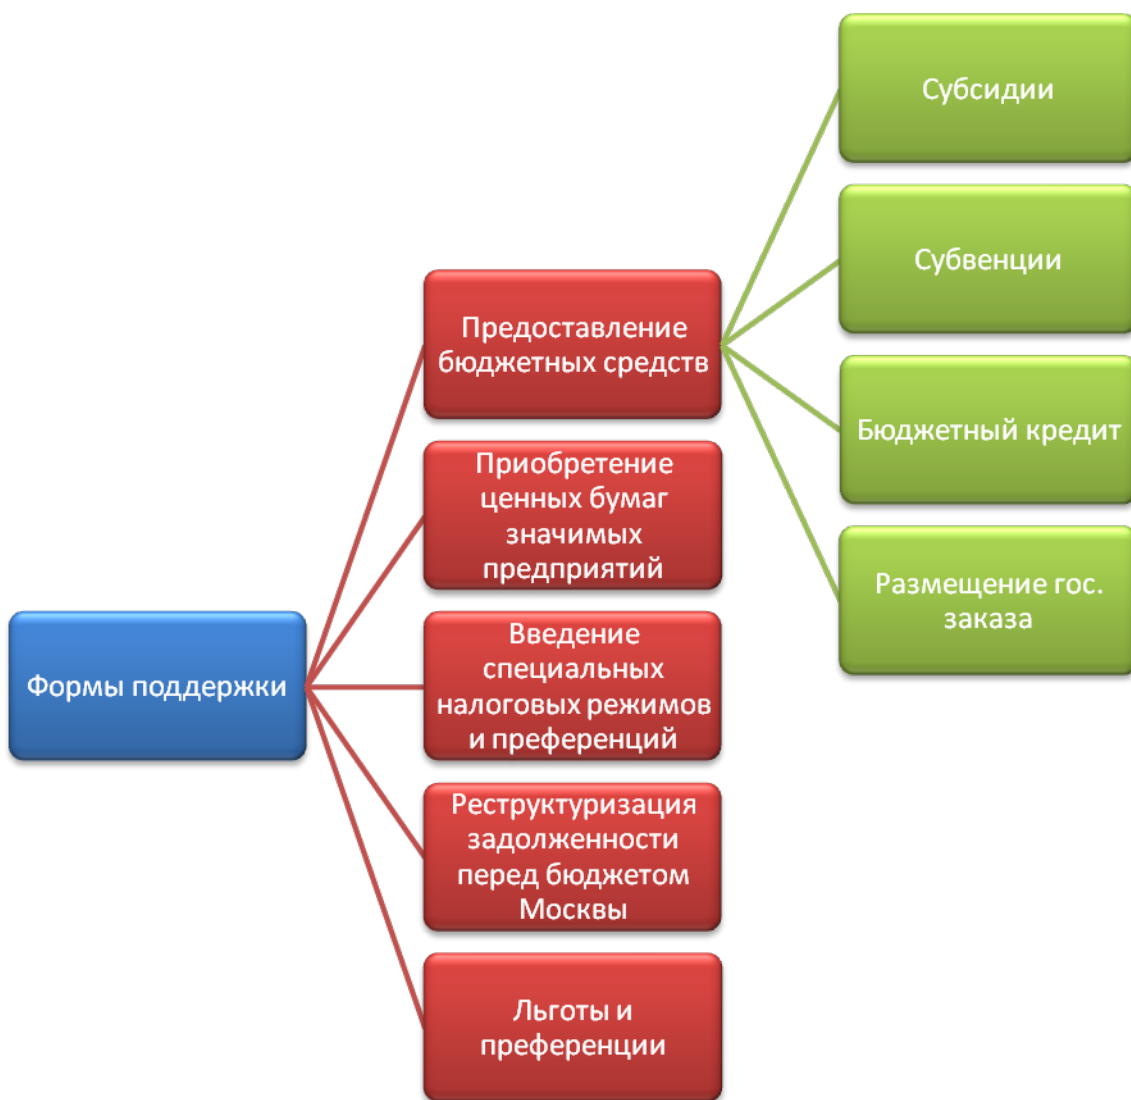 Формы поддержки
Предоставление
бюджетных средств
Приобретение
ценных бумаг
значимых
предприятий
Введение
специальных
налоговых режимов
и преференций
Реструктуризация
задолженности
перед бюджетом
Москвы
Льготы и
преференции
Субсидии
Субвенции
Бюджетный кредит
Размещение гос.
заказа